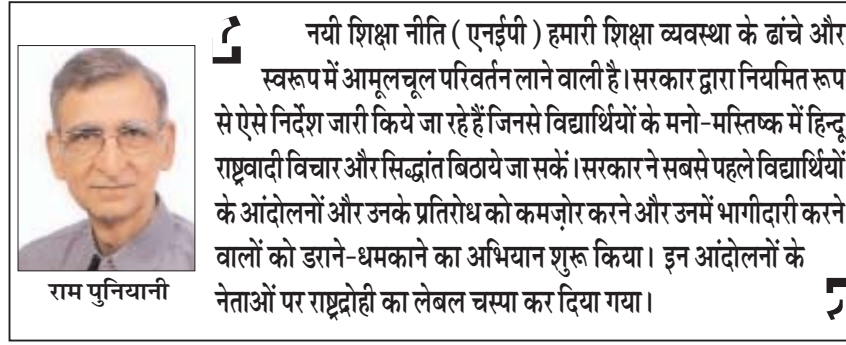 नयी शिक्षा नीति ( एनईपी ) हमारी शिक्षा व्यवस्था के ढांचे और
स्वरूप में आमूलचूल परिवर्तन लाने वाली है। सरकार द्वारा नियमित रूप
से ऐसे निर्देश जारी किये जा रहे हैं जिनसे विद्यार्थियों के मनो-मस्तिष्क में हिन्दू
राष्ट्रवादी विचार और सिद्धांत बिठाये जा सकें। सरकार ने सबसे पहले विद्यार्थियों
के आंदोलनों और उनके प्रतिरोध को कमज़ोर करने और उनमें भागीदारी करने
वालों को डराने-धमकाने का अभियान शुरू किया। इन आंदोलनों के
नेताओं पर राष्ट्रद्रोही का लेबल चस्पा कर दिया गया।
राम पुनियानी